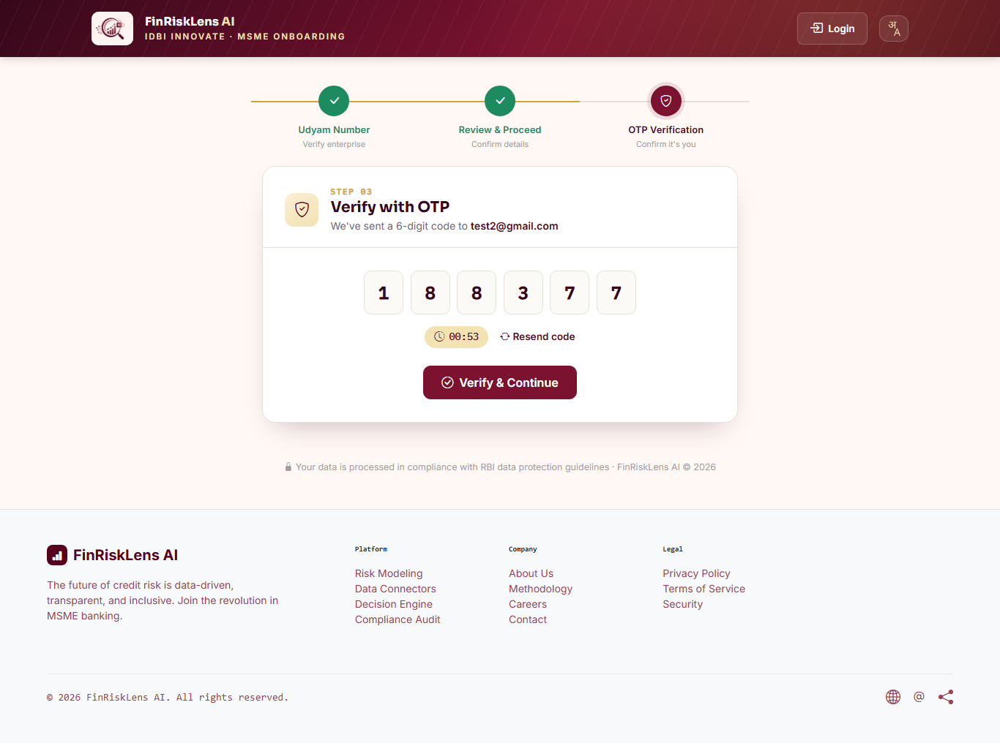 FinRiskLens AI
IDBI INNOVATE · MSME ONBOARDING
Login
अ
A
Udyam Number
Verify enterprise
Review & Proceed
Confirm details
OTP Verification
Confirm it's you
STEP 03
Verify with OTP
We've sent a 6-digit code to test2@gmail.com
1 8 8 3 7 7
00:53 Resend code
Verify & Continue
Your data is processed in compliance with RBI data protection guidelines · FinRiskLens AI © 2026
FinRiskLens AI
The future of credit risk is data-driven,
transparent, and inclusive. Join the revolution in
MSME banking.
Platform
Risk Modeling
Data Connectors
Decision Engine
Compliance Audit
Company
About Us
Methodology
Careers
Contact
Legal
Privacy Policy
Terms of Service
Security
© 2026 FinRiskLens AI. All rights reserved.
@